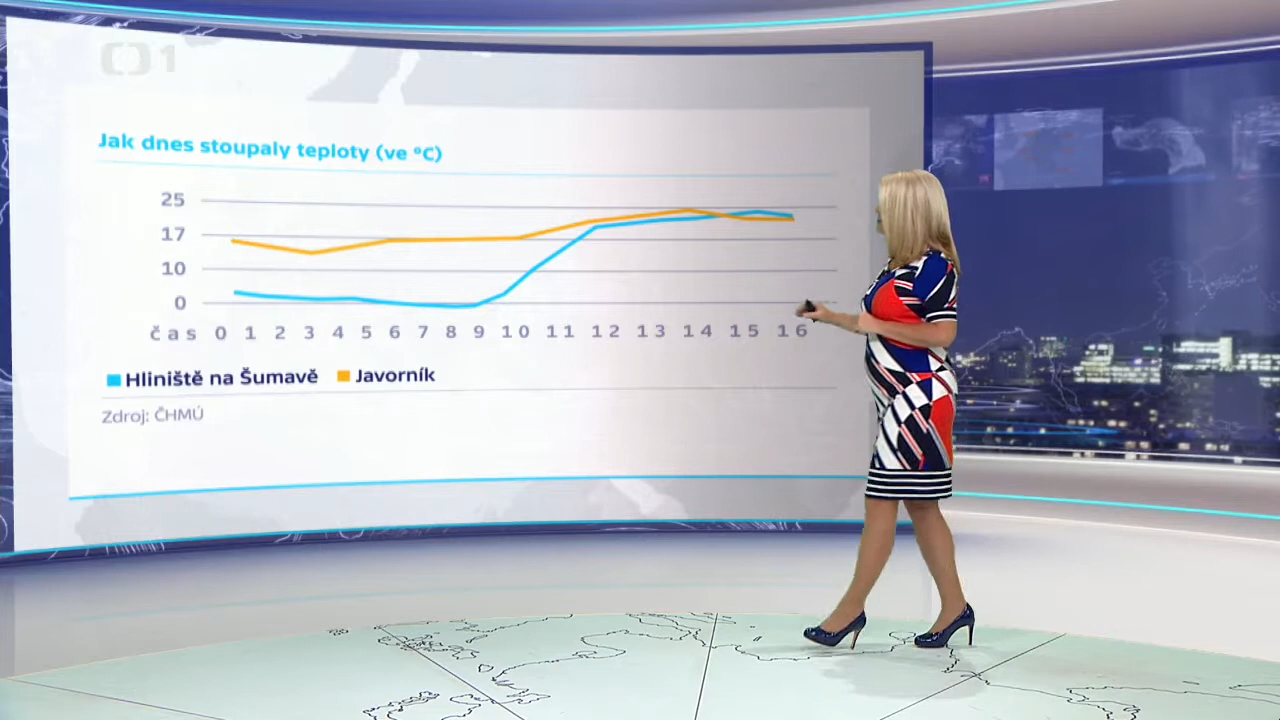 1
Jak dnes stoupaly teploty (ve °C)
25
17
10
0
čas 0 1 2 3 4 5 6 7 8 9 10 11 12 13 14 15 16
Hliniště na Šumavě Javorník
Zdroj: ČHMÚ